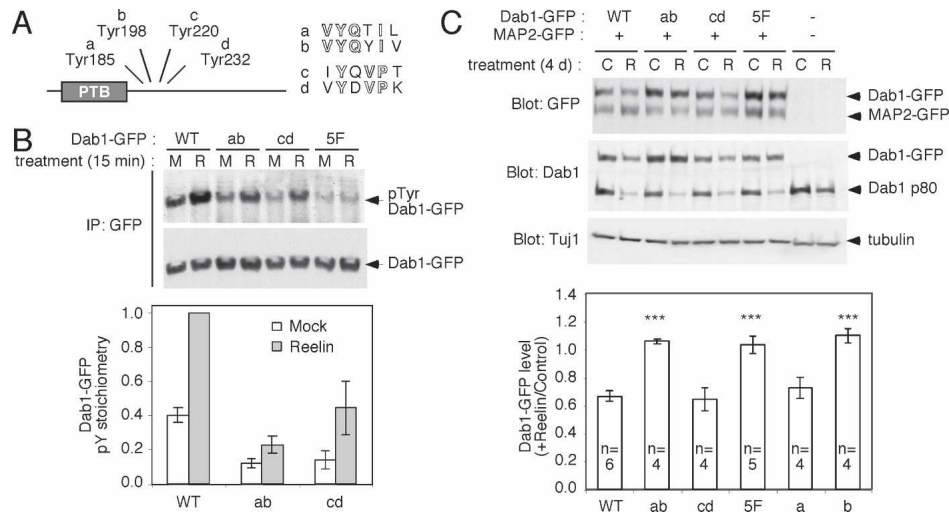 A
b
Tyr198
c
Tyr220
a
Tyr185
d
Tyr232
PTB
a VYQTIL
b VYQYIV
c IYQVPT
d VYDVPK
B
Dab1-GFP: WT ab cd 5F
treatment (15 min) : M R M R M R M R
IP: GFP
pTyr
Dab1-GFP
Dab1-GFP
Dab1-GFP
pY stoichiometry
1.0
0.8
0.6
0.4
0.2
0.0
Mock
Reelin
WT ab cd
C
Dab1-GFP : WT ab cd 5F -
MAP2-GFP : + + + + -
treatment (4 d) : C R C R C R C R C R
Blot: GFP
Dab1-GFP
MAP2-GFP
Blot: Dab1
Dab1-GFP
Dab1 p80
Blot: Tuj1
tubulin
Dab1-GFP level
(+Reelin/Control)
1.4
1.2
1.0
0.8
0.6
0.4
0.2
0.0
*** *** ***
n= n= n= n= n= n=
6 4 4 5 4 4
WT ab cd 5F a b